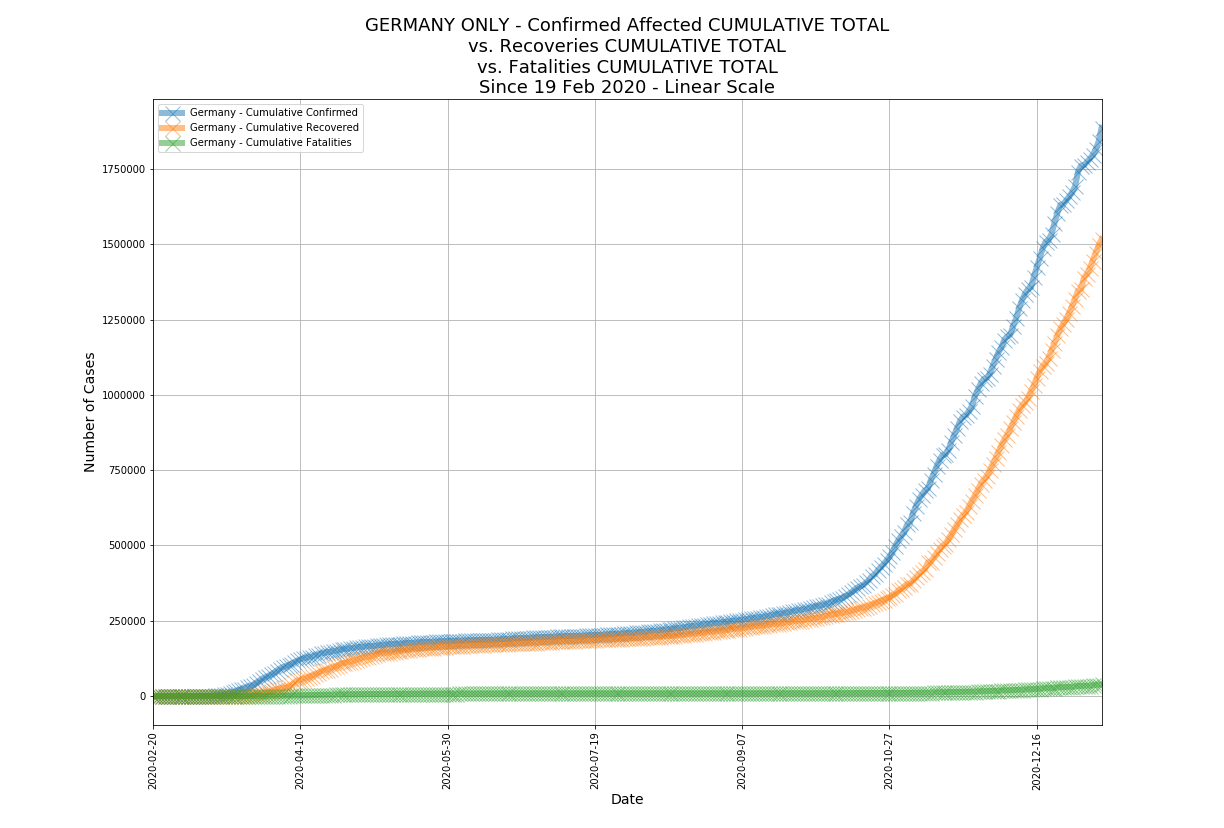 GERMANY ONLY - Confirmed Affected CUMULATIVE TOTAL
vs. Recoveries CUMULATIVE TOTAL
vs. Fatalities CUMULATIVE TOTAL
Since 19 Feb 2020 - Linear Scale
Germany - Cumulative Confirmed
Germany - Cumulative Recovered
Germany - Cumulative Fatalities
Number of Cases
1750000
1500000
1250000
1000000
750000
500000
250000
0
2020-02-20
2020-04-10
2020-05-30
2020-07-19
2020-09-07
2020-10-27
2020-12-16
Date